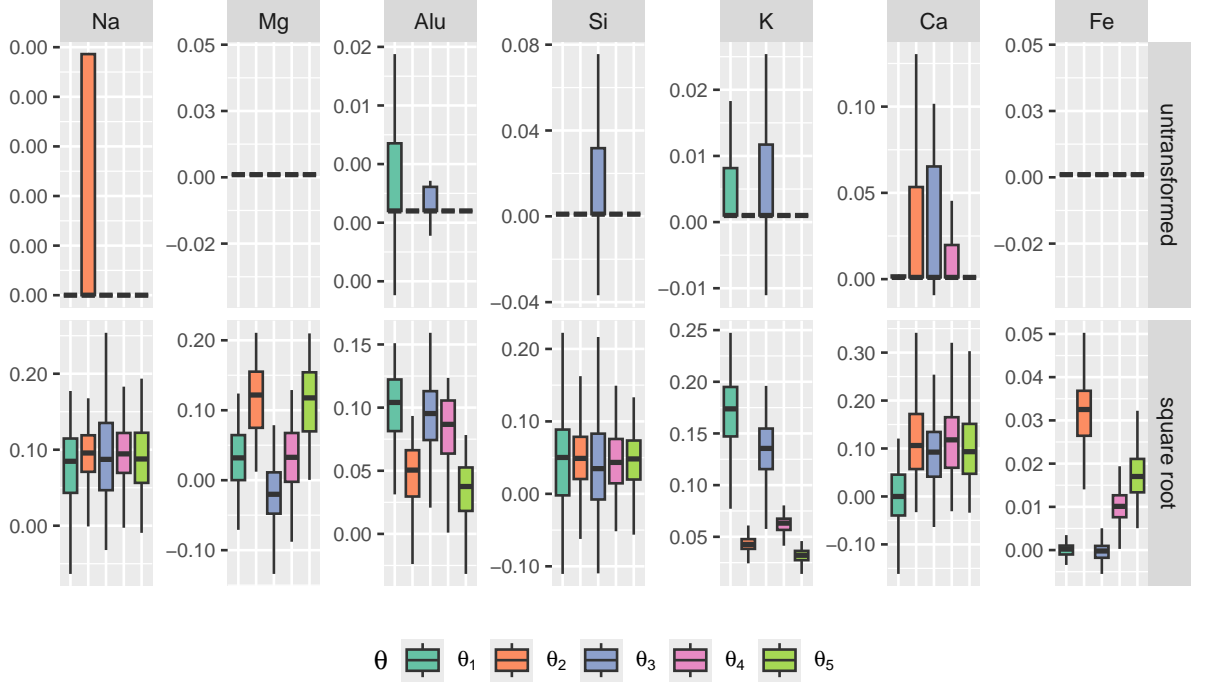 Na Mg Alu Si K Ca Fe
0.00 0.00 0.00 0.00 0.00 0.00
0.05 0.03 0.00 −0.02
0.02 0.01 0.00 0.00 0.00
0.08 0.04 0.00 −0.04
0.02 0.01 0.00 −0.01
0.10 0.05 0.00
0.05 0.03 0.00 −0.02
untransformed
0.20 0.10 0.00
0.20 0.10 0.00 −0.10
0.15 0.10 0.05 0.00
0.20 0.10 0.00 −0.10
0.25 0.20 0.15 0.10 0.05
0.30 0.20 0.10 0.00 −0.10
0.05 0.04 0.03 0.02 0.01 0.00
square root
θ θ₁ θ₂ θ₃ θ₄ θ₅